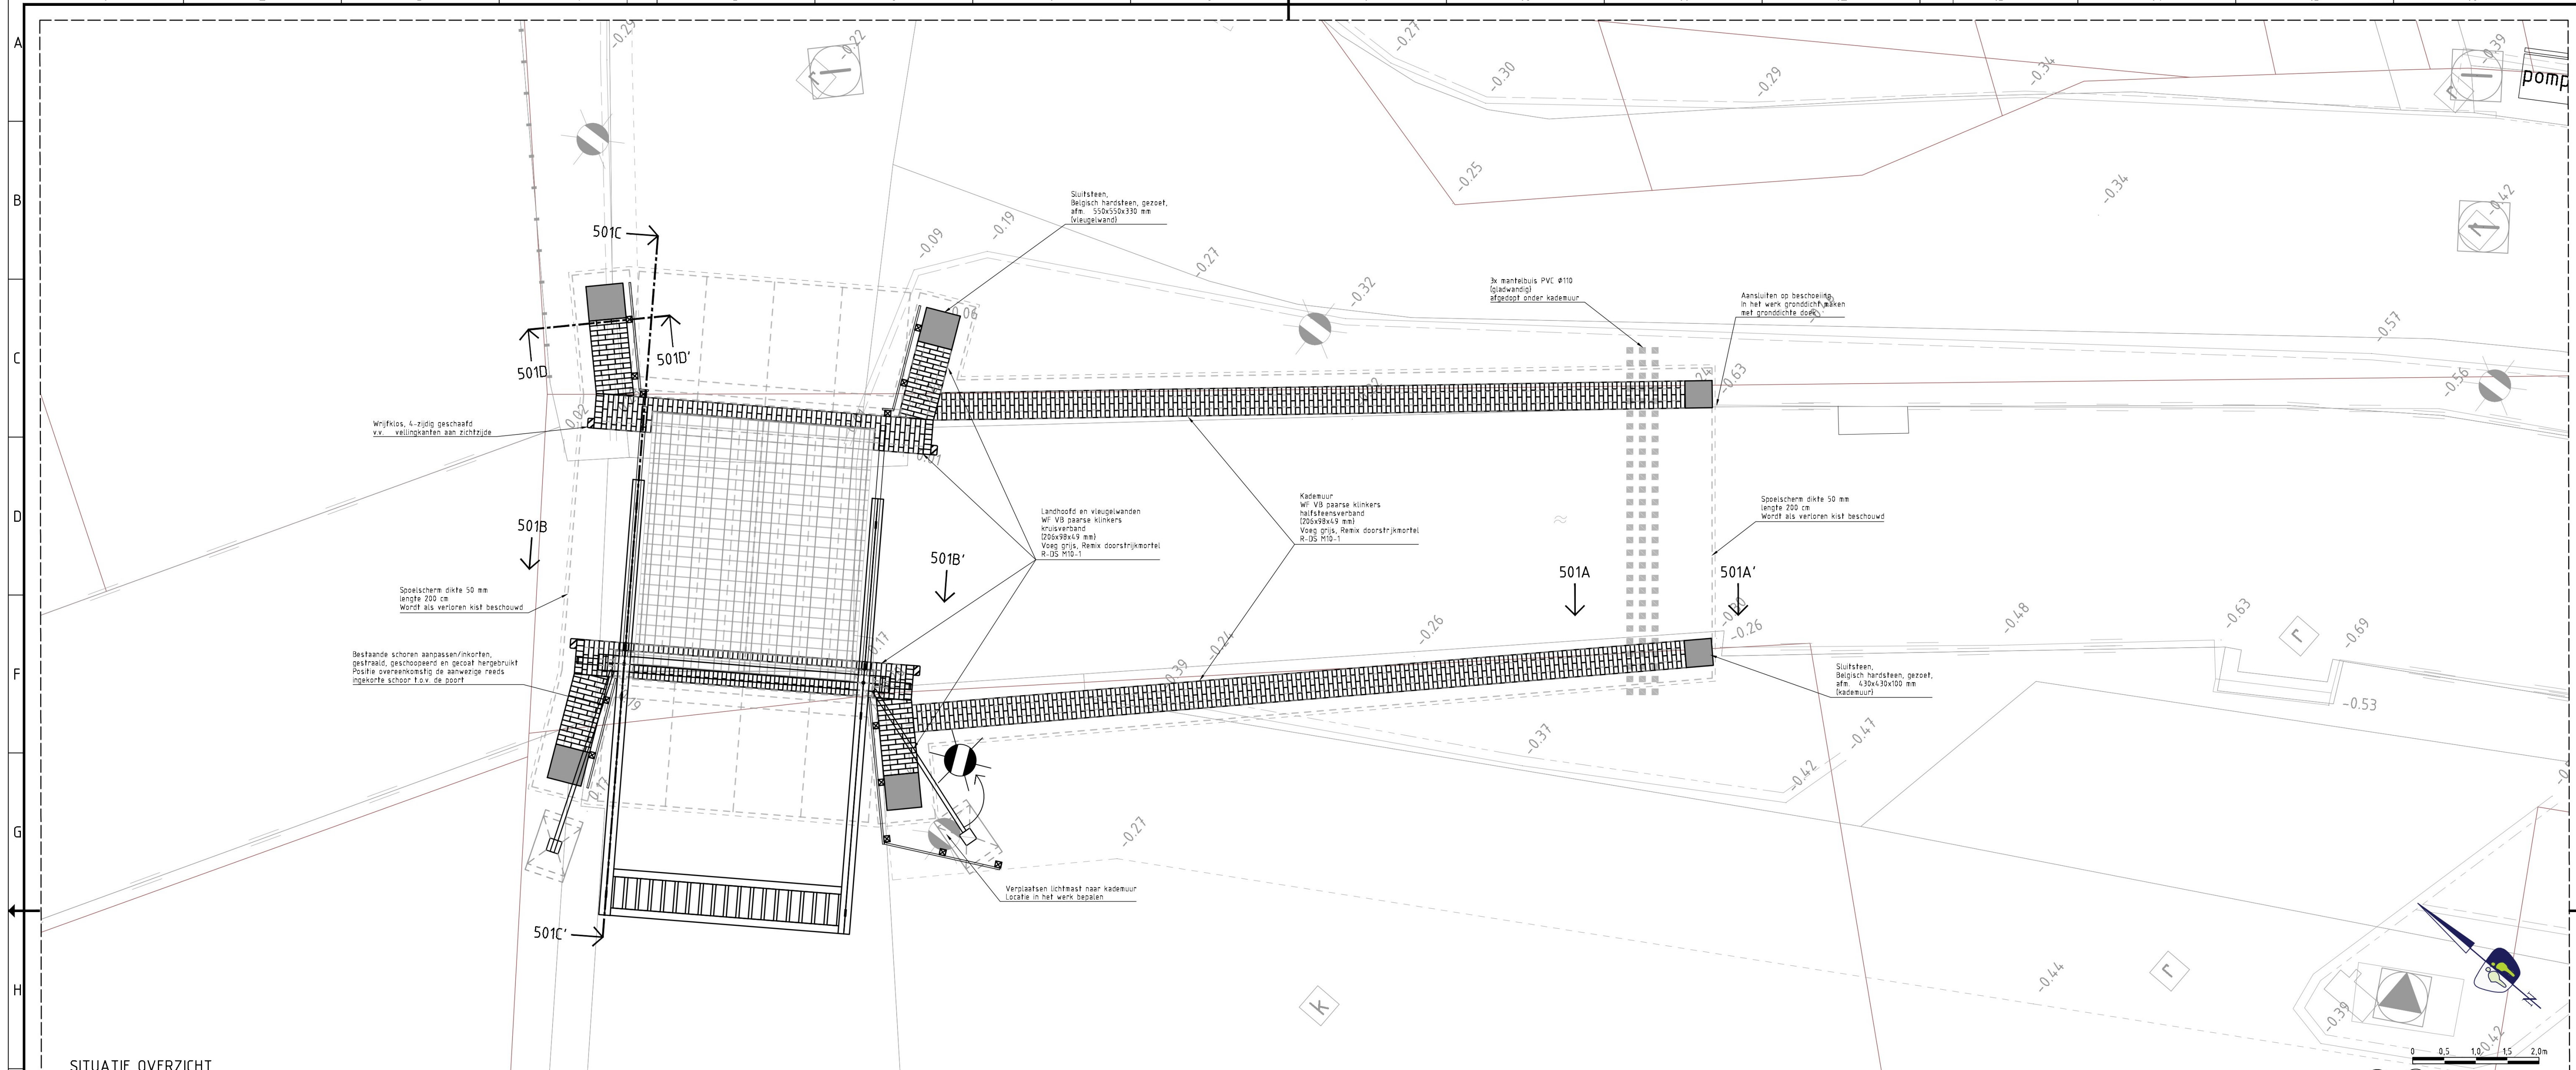 A
B
C
D
F
G
H
-0.29
-0.22
r
-0.27
-0.30
-0.29
-0.34
-0.39
r
pomp
-0.25
-0.34
-0.42
r
Sluitsteen,
Belgisch hardsteen, gezoet,
afm. 550x550x330 mm
(vleugelwand)
501C
-0.09
-0.19
-0.27
-0.32
0.06
3x mantelbuis PVC Ø110
(gladwandig)
afgedopt onder kademuur
Aansluiten op beschoeiing
In het werk gronddicht maken
met gronddichte doek
-0.57
-0.56
501D
501D'
-0.63
0.02
Wrijfklos, 4-zijdig geschaafd
v.v. vellingkanten aan zichtzijde
Landhoofd en vleugelwanden
WF VB paarse klinkers
kruisverband
(206x98x49 mm)
Voeg grijs, Remix doorstrijkmortel
R-DS M10-1
Kademuur
WF VB paarse klinkers
halfsteensverband
(206x98x49 mm)
Voeg grijs, Remix doorstrijkmortel
R-DS M10-1
Spoelscherm dikte 50 mm
lengte 200 cm
Wordt als verloren kist beschouwd
501B
501B'
501A
501A'
Spoelscherm dikte 50 mm
lengte 200 cm
Wordt als verloren kist beschouwd
0.17
-0.39
-0.24
-0.26
-0.26
-0.48
-0.63
r
-0.69
-0.53
Bestaande schoren aanpassen/inkorten,
gestraald, geschoopeerd en gecoat hergebruikt
Positie overeenkomstig de aanwezige reeds
ingekorte schoor t.o.v. de poort
Sluitsteen,
Belgisch hardsteen, gezoet,
afm. 430x430x100 mm
(kademuur)
-0.37
-0.47
-0.42
0.17
-0.27
Verplaatsen lichtmast naar kademuur
Locatie in het werk bepalen
501C'
k
-0.44
r
-0.39
-0.42
N
SITUATIE OVERZICHT
0 0,5 1,0 1,5 2,0m